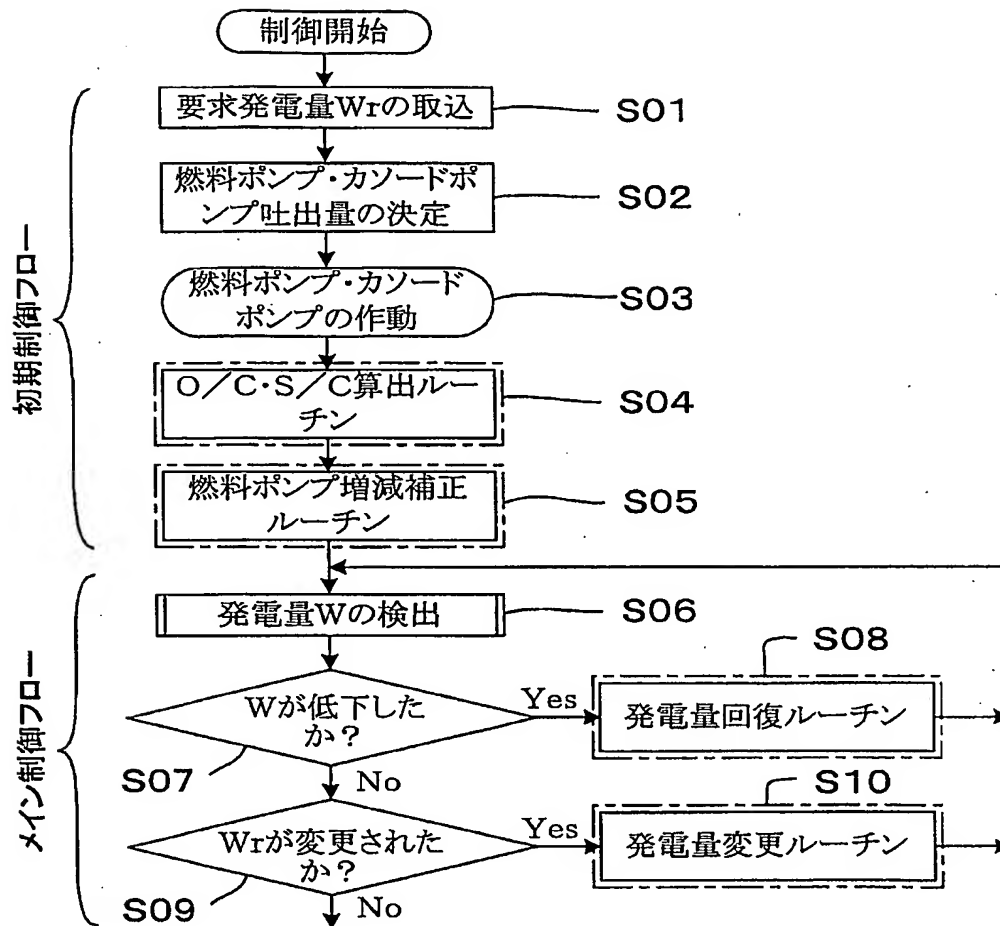 制御開始
初期制御フロー
要求発電量Wrの取込
S01
燃料ポンプ・カソードポ
ンプ吐出量の決定
S02
燃料ポンプ・カソード
ポンプの作動
S03
O／C・S／C算出ルー
チン
S04
燃料ポンプ増減補正
ルーチン
S05
メイン制御フロー
発電量Wの検出
S06
Wが低下した
か？
S07
Yes
発電量回復ルーチン
S08
No
Wrが変更された
か？
S09
Yes
発電量変更ルーチン
S10
No